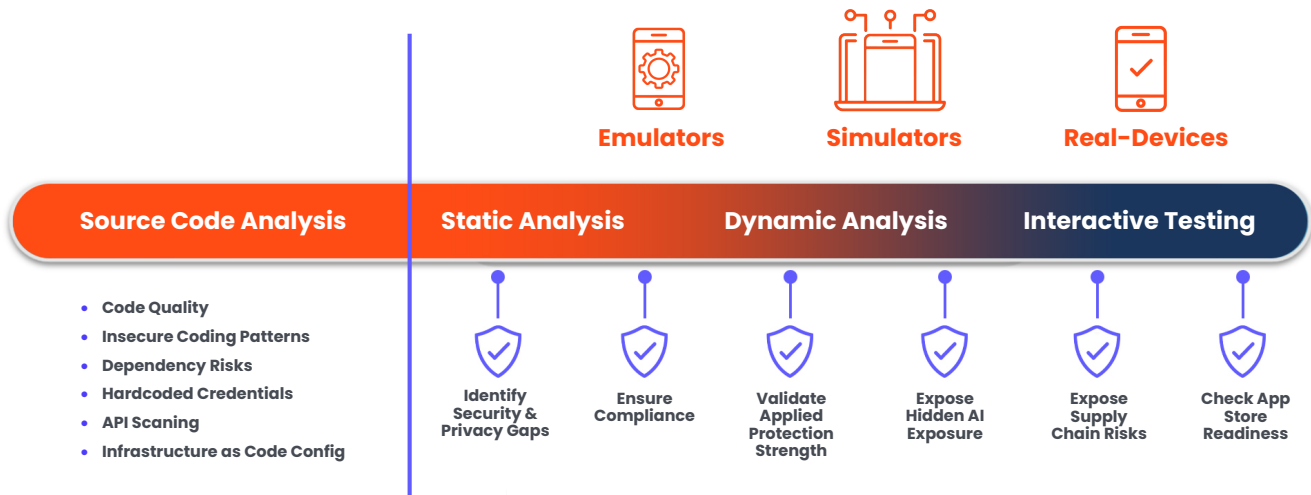 Emulators
Simulators
Real-Devices
Source Code Analysis
Static Analysis
Dynamic Analysis
Interactive Testing
Code Quality
Insecure Coding Patterns
Dependency Risks
Hardcoded Credentials
API Scaning
Infrastructure as Code Config
Identify
Security &
Privacy Gaps
Ensure
Compliance
Validate
Applied
Protection
Strength
Expose
Hidden AI
Exposure
Expose
Supply
Chain Risks
Check App
Store
Readiness